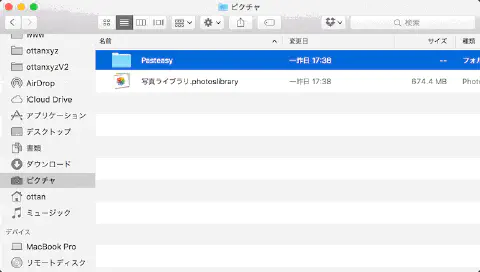 ピクチャ
検索
名前 変更日 サイズ 種類
www
ottanxyz
ottanxyzV2
AirDrop
iCloud Drive
アプリケーション
デスクトップ
書類
ダウンロード
ピクチャ
ottan
ミュージック
デバイス
MacBook Pro
リモートディスク
Pasteasy 一昨日 17:38 -- フォル
写真ライブラリ.photoslibrary 一昨日 17:38 674.4 MB Photo